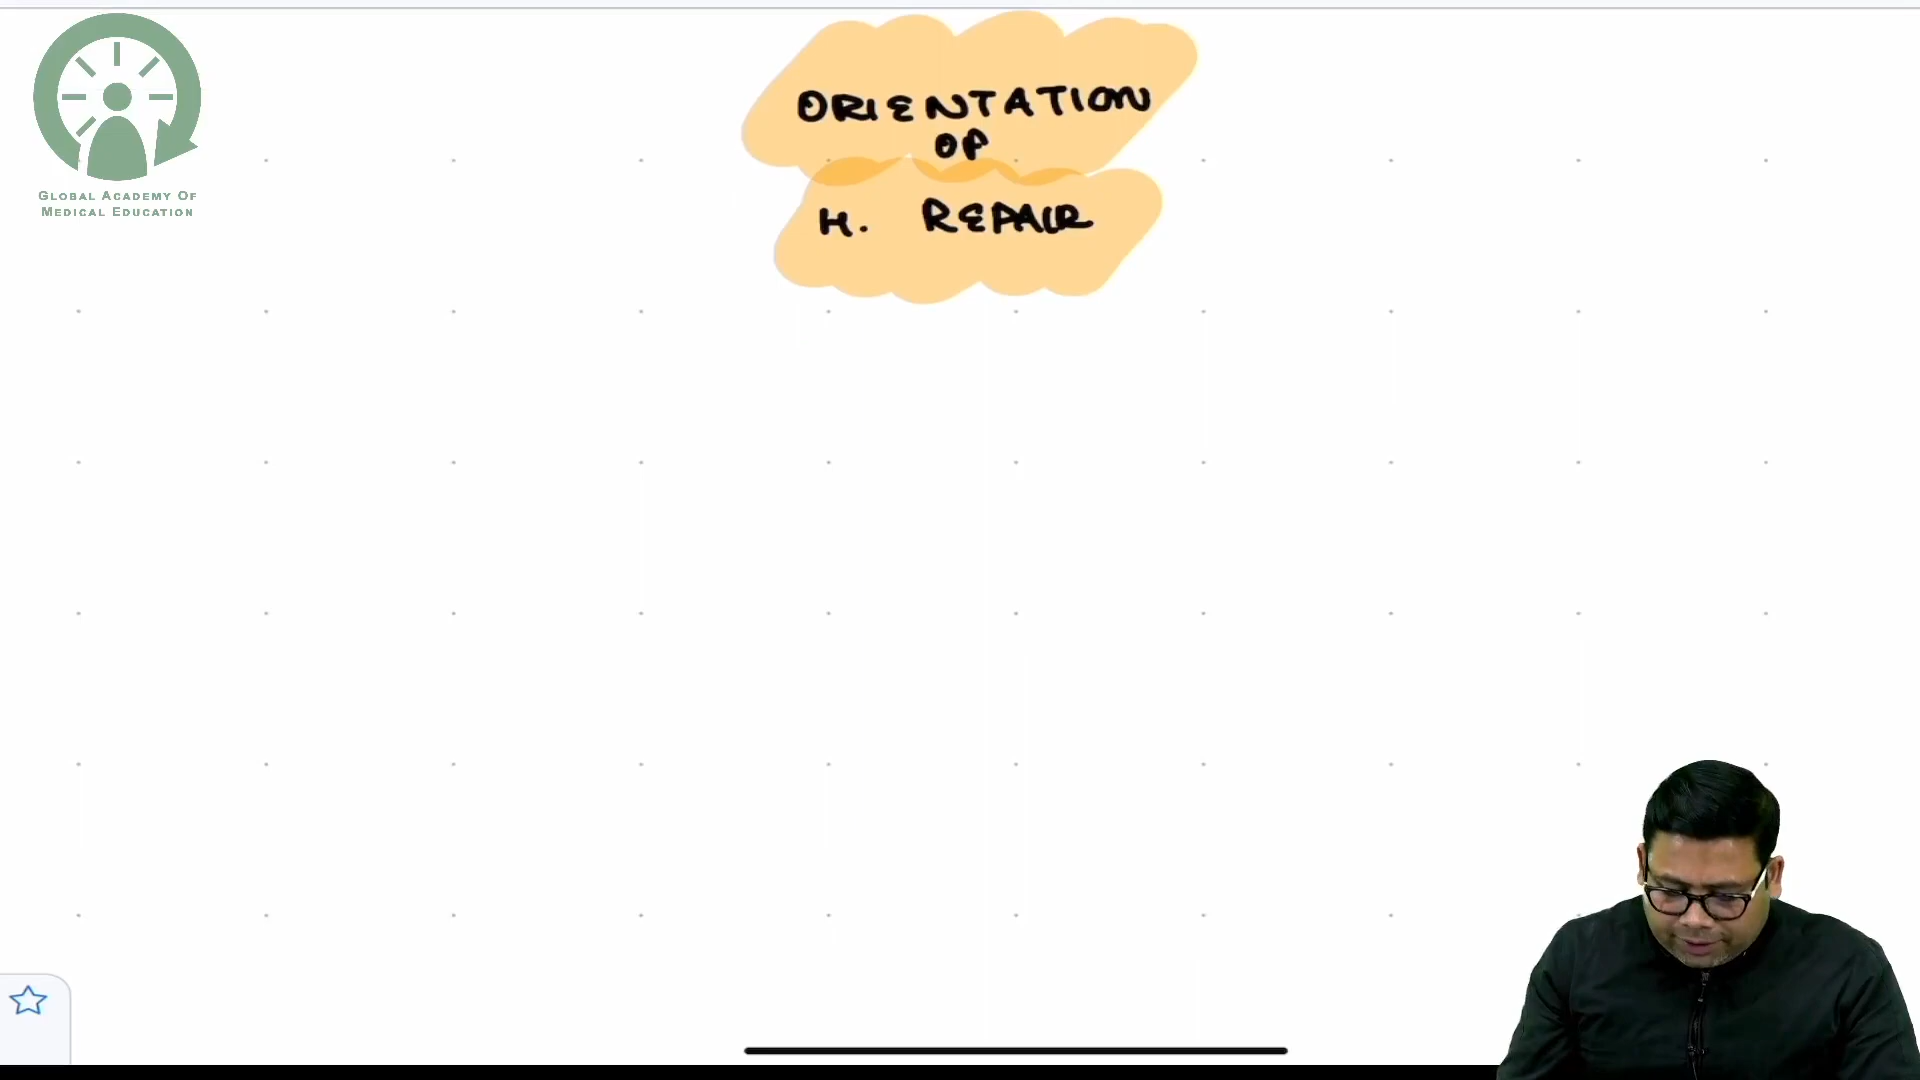 GLOBAL ACADEMY OF
MEDICAL EDUCATION
ORIENTATION
OF
H. REPAIR